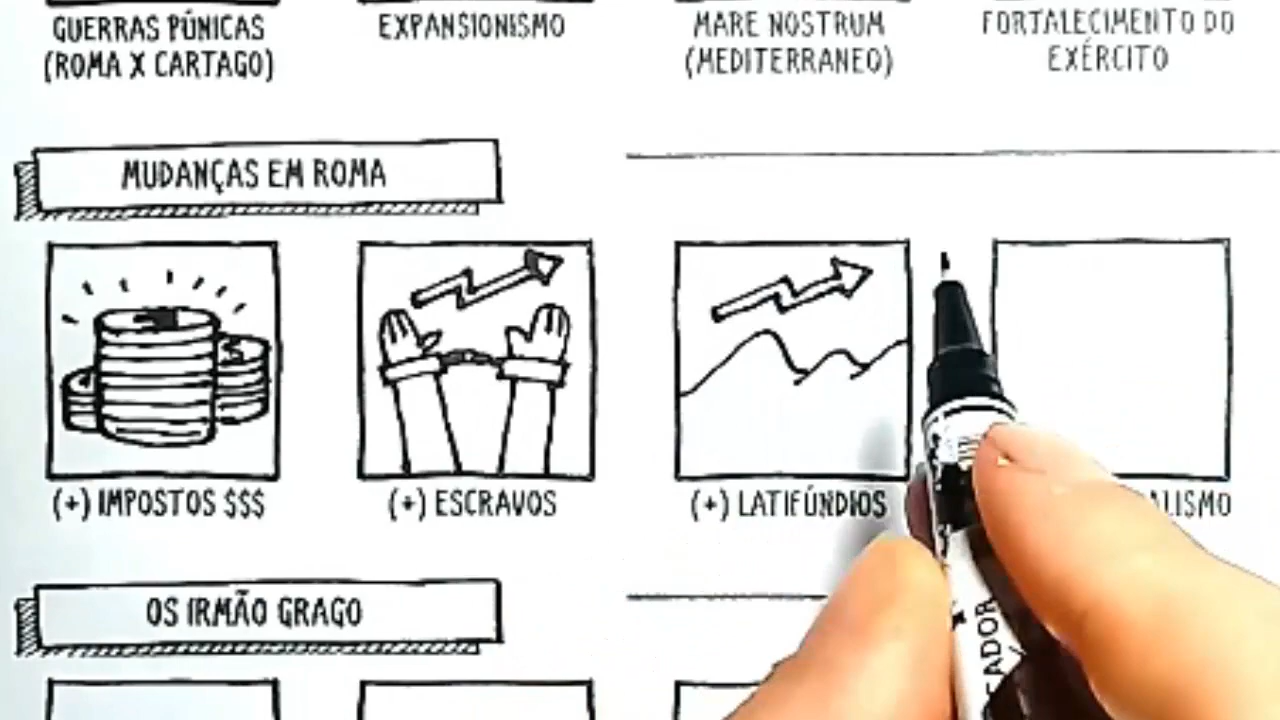 GUERRAS PÚNICAS
(ROMA X CARTAGO)
EXPANSIONISMO
MARE NOSTRUM
(MEDITERRANEO)
FORTALECIMENTO DO
EXÉRCITO
MUDANÇAS EM ROMA
(+) IMPOSTOS $$$
(+) ESCRAVOS
(+) LATIFÚNDIOS
OS IRMÃO GRAGO